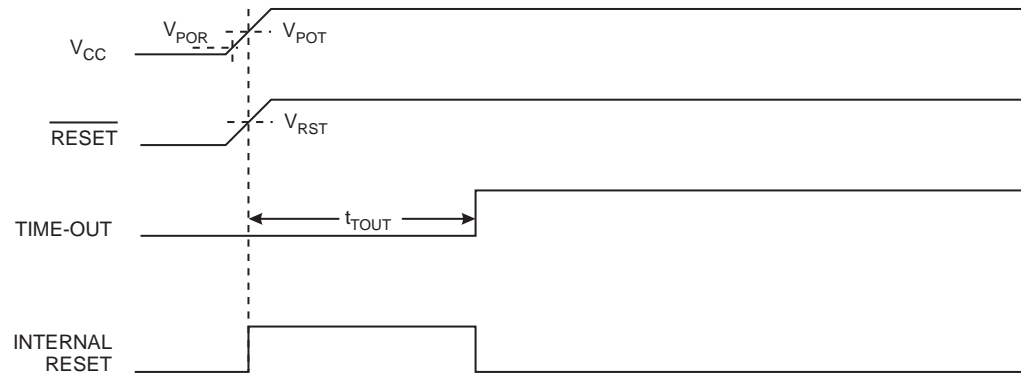 V_POR
V_POT
V_CC
RESET
V_RST
TIME-OUT
t_TOUT
INTERNAL
RESET